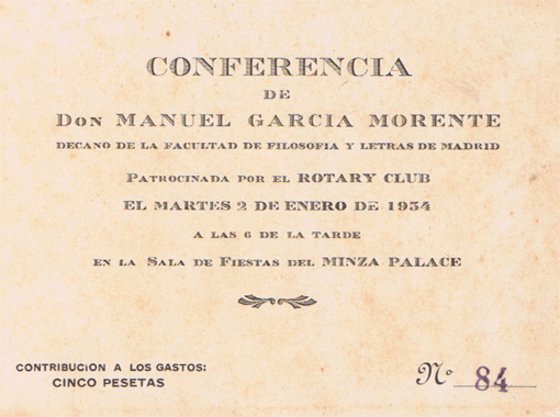 CONFERENCIA
DE
DON MANUEL GARCIA MORENTE
DECANO DE LA FACULTAD DE FILOSOFIA Y LETRAS DE MADRID
PATROCINADA POR EL ROTARY CLUB
EL MARTES 2 DE ENERO DE 1934
A LAS 6 DE LA TARDE
EN LA SALA DE FIESTAS DEL MINZA PALACE
CONTRIBUCION A LOS GASTOS:
CINCO PESETAS
Nº 84